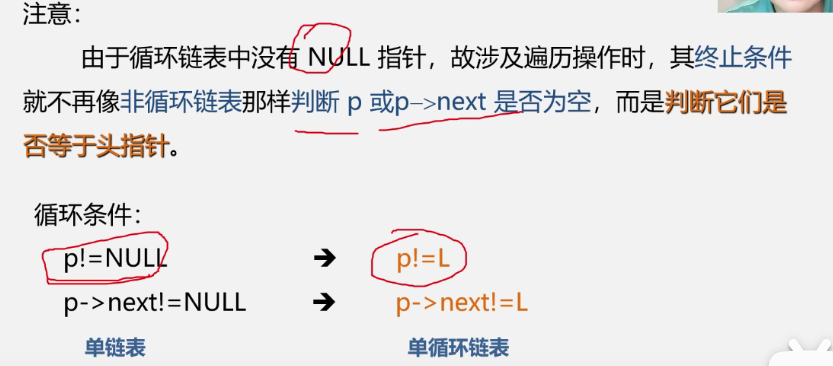 注意：
由于循环链表中没有 NULL 指针，故涉及遍历操作时，其终止条件
就不再像非循环链表那样判断 p 或p–>next 是否为空，而是判断它们是
否等于头指针。
循环条件：
p!=NULL ➔ p!=L
p->next!=NULL ➔ p->next!=L
单链表 单循环链表